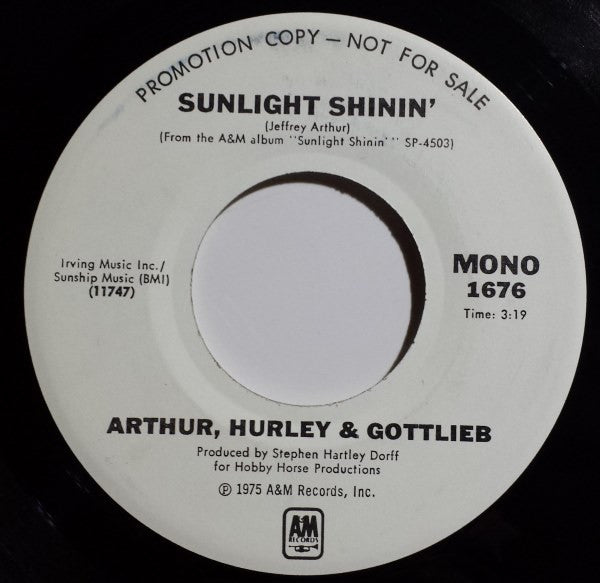 PROMOTION COPY — NOT FOR SALE
SUNLIGHT SHININ'
(Jeffrey Arthur)
(From the A&M album "Sunlight Shinin'" SP-4503)
Irving Music Inc./
Sunship Music (BMI)
(11747)
MONO
1676
Time: 3:19
ARTHUR, HURLEY & GOTTLIEB
Produced by Stephen Hartley Dorff
for Hobby Horse Productions
℗ 1975 A&M Records, Inc.
A&M
RECORDS